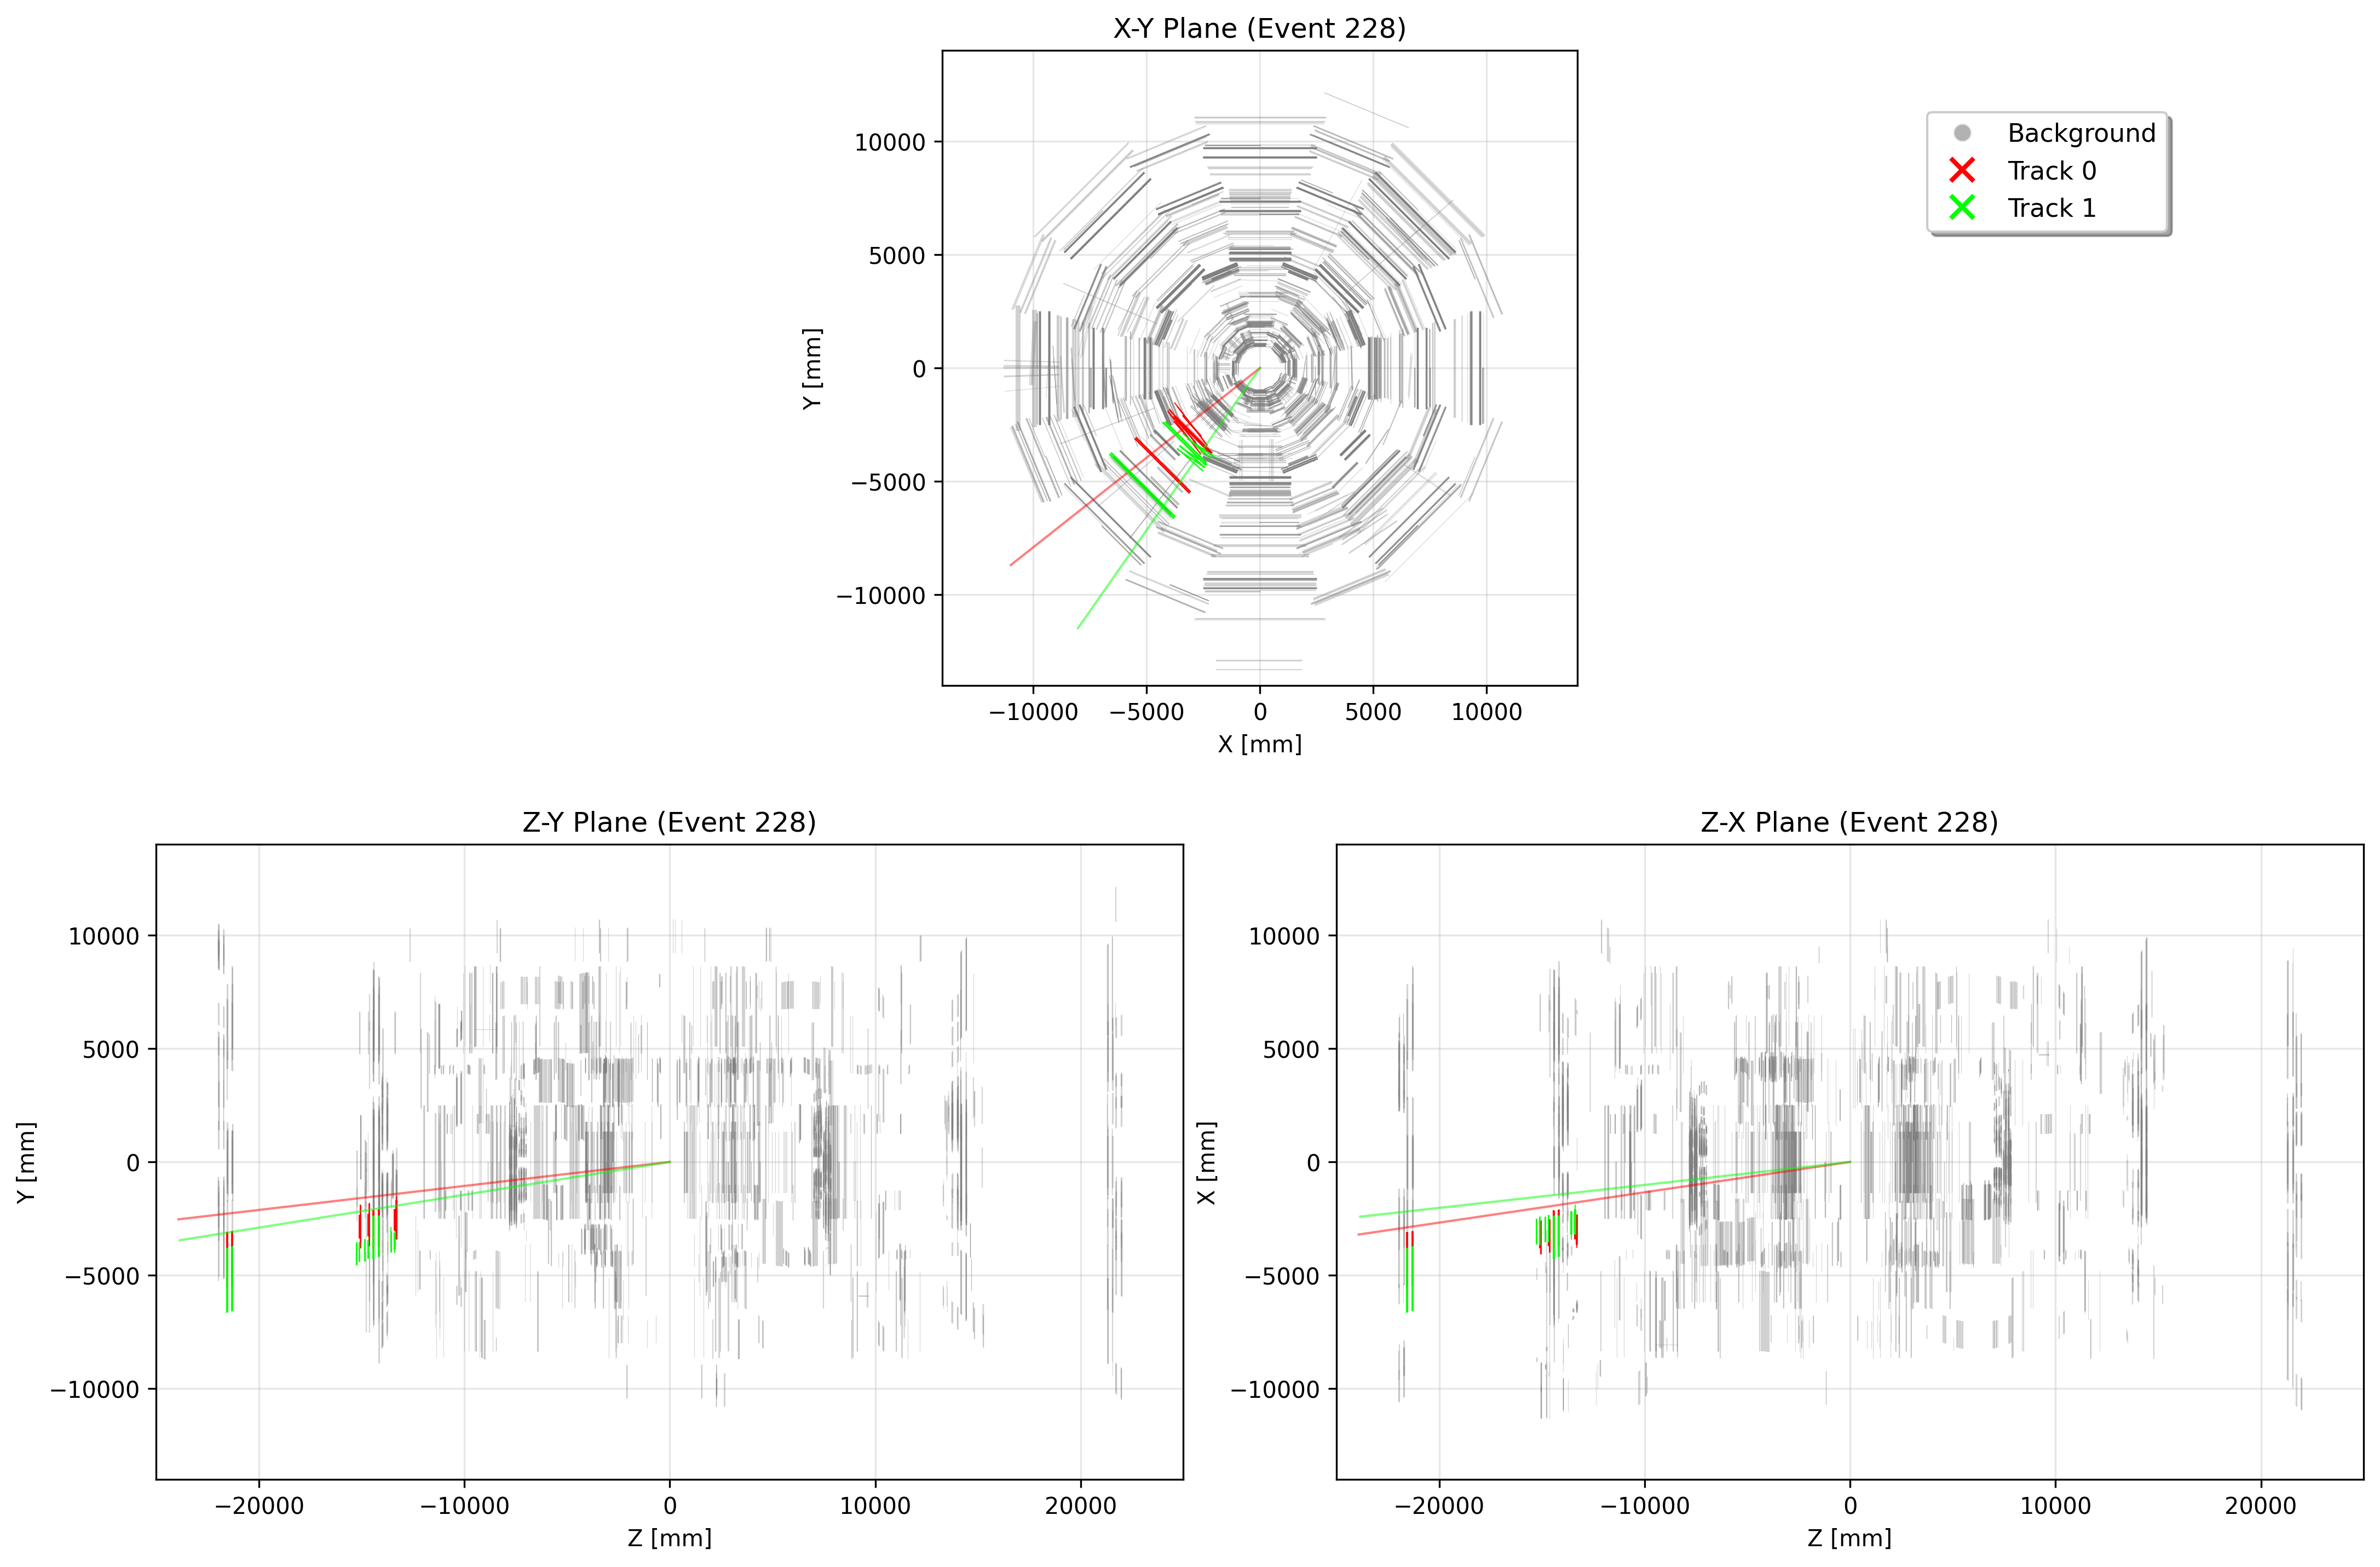 X-Y Plane (Event 228)
10000
5000
0
−5000
−10000
Y [mm]
−10000 −5000 0 5000 10000
X [mm]
Background
Track 0
Track 1
Z-Y Plane (Event 228)
10000
5000
0
−5000
−10000
Y [mm]
−20000 −10000 0 10000 20000
Z [mm]
Z-X Plane (Event 228)
10000
5000
0
−5000
−10000
X [mm]
−20000 −10000 0 10000 20000
Z [mm]